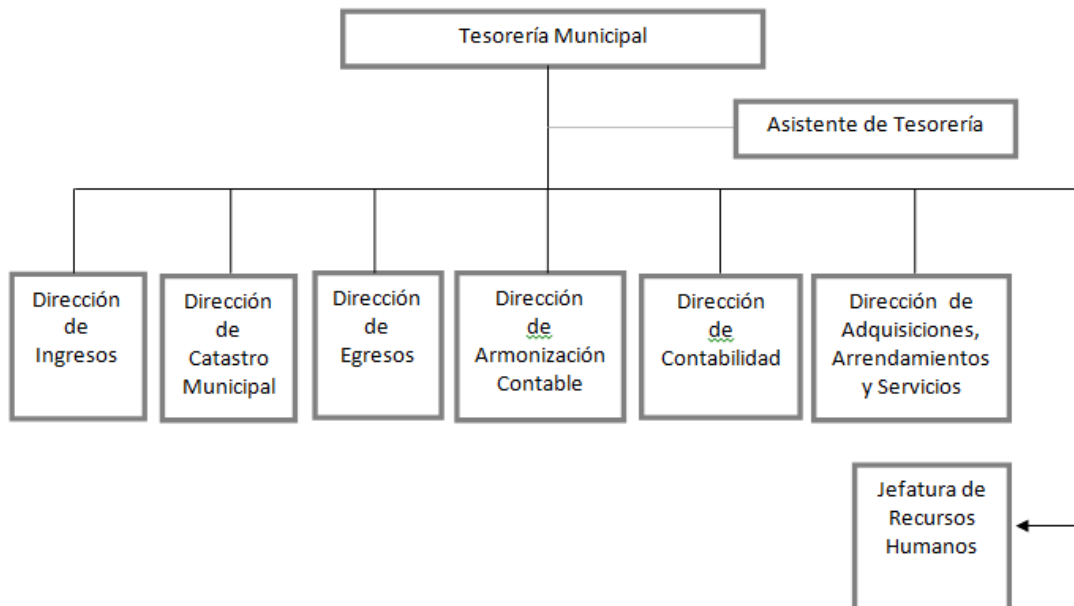 Tesorería Municipal
Asistente de Tesorería
Dirección
de
Ingresos
Dirección
de
Catastro
Municipal
Dirección
de
Egresos
Dirección
de
Armonización
Contable
Dirección
de
Contabilidad
Dirección de
Adquisiciones,
Arrendamientos
y Servicios
Jefatura de
Recursos
Humanos